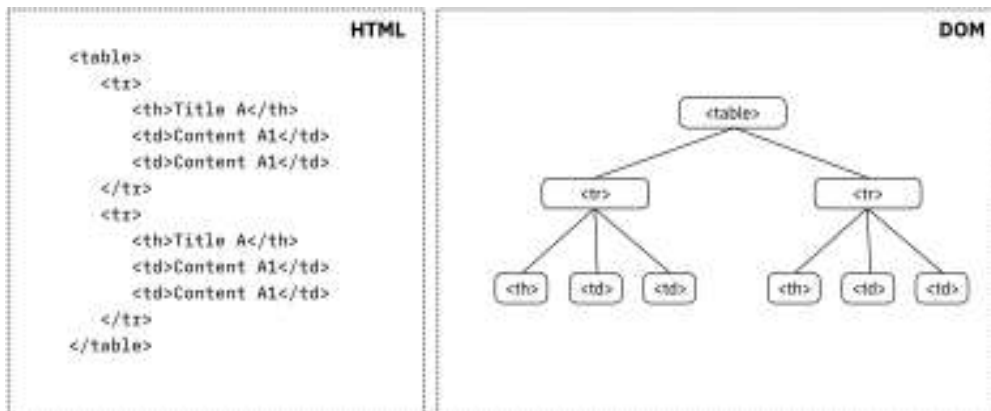 HTML
<table>
<tr>
<th>Title A</th>
<td>Content A1</td>
<td>Content A1</td>
</tr>
<tr>
<th>Title A</th>
<td>Content A1</td>
<td>Content A1</td>
</tr>
</table>
DOM
<table>
<tr> <tr>
<th> <td> <td> <th> <td> <td>